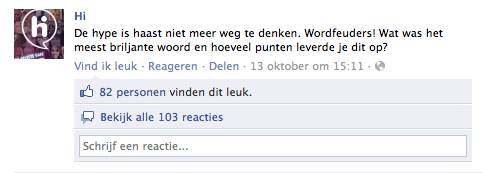 hi
Hi
De hype is haast niet meer weg te denken. Wordfeuders! Wat was het
meest briljante woord en hoeveel punten leverde je dit op?
Vind ik leuk · Reageren · Delen · 13 oktober om 15:11 ·
82 personen vinden dit leuk.
Bekijk alle 103 reacties
Schrijf een reactie...